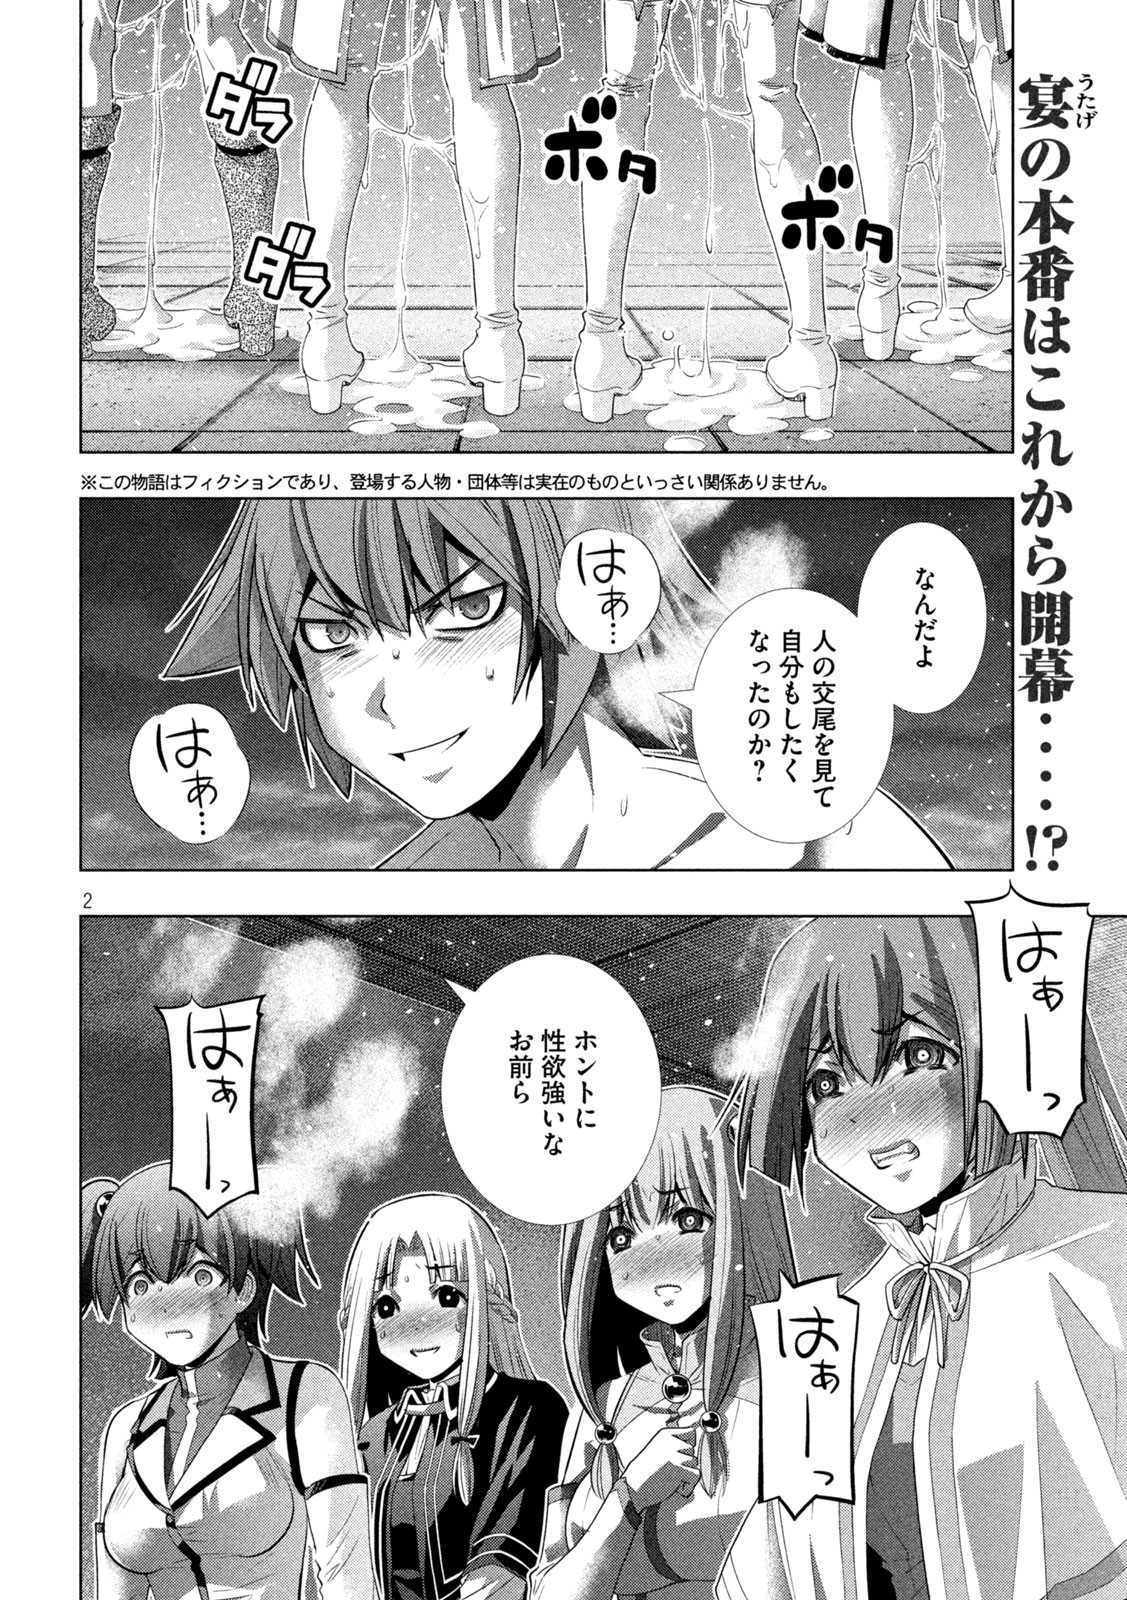 うたげ
宴の本番はこれから開幕・・・・!?
ボタ
ボタ
ダラ
ダラ
※この物語はフィクションであり、登場する人物・団体等は実在のものといっさい関係ありません。
なんだよ
人の交尾を見て
自分もしたく
なったのか?
はぁ…
はぁ…
2
はぁーっ
ホントに
性欲強いな
お前ら
はぁーっ
はぁーっ